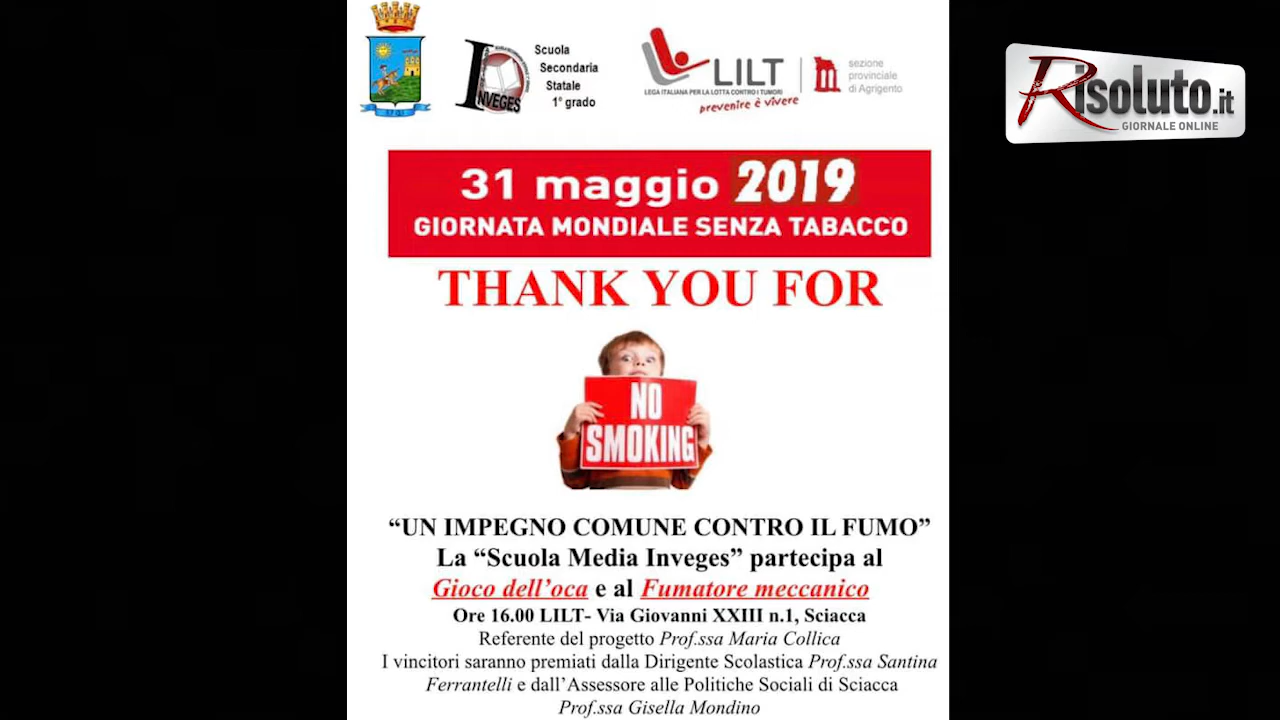 INVEGES
Scuola
Secondaria
Statale
1° grado
LILT
LEGA ITALIANA PER LA LOTTA CONTRO I TUMORI
prevenire è vivere
sezione
provinciale
di Agrigento
Risoluto.it
GIORNALE ONLINE
31 maggio 2019
GIORNATA MONDIALE SENZA TABACCO
THANK YOU FOR
NO
SMOKING
“UN IMPEGNO COMUNE CONTRO IL FUMO”
La “Scuola Media Inveges” partecipa al
Gioco dell’oca e al Fumatore meccanico
Ore 16.00 LILT- Via Giovanni XXIII n.1, Sciacca
Referente del progetto Prof.ssa Maria Collica
I vincitori saranno premiati dalla Dirigente Scolastica Prof.ssa Santina
Ferrantelli e dall’Assessore alle Politiche Sociali di Sciacca
Prof.ssa Gisella Mondino